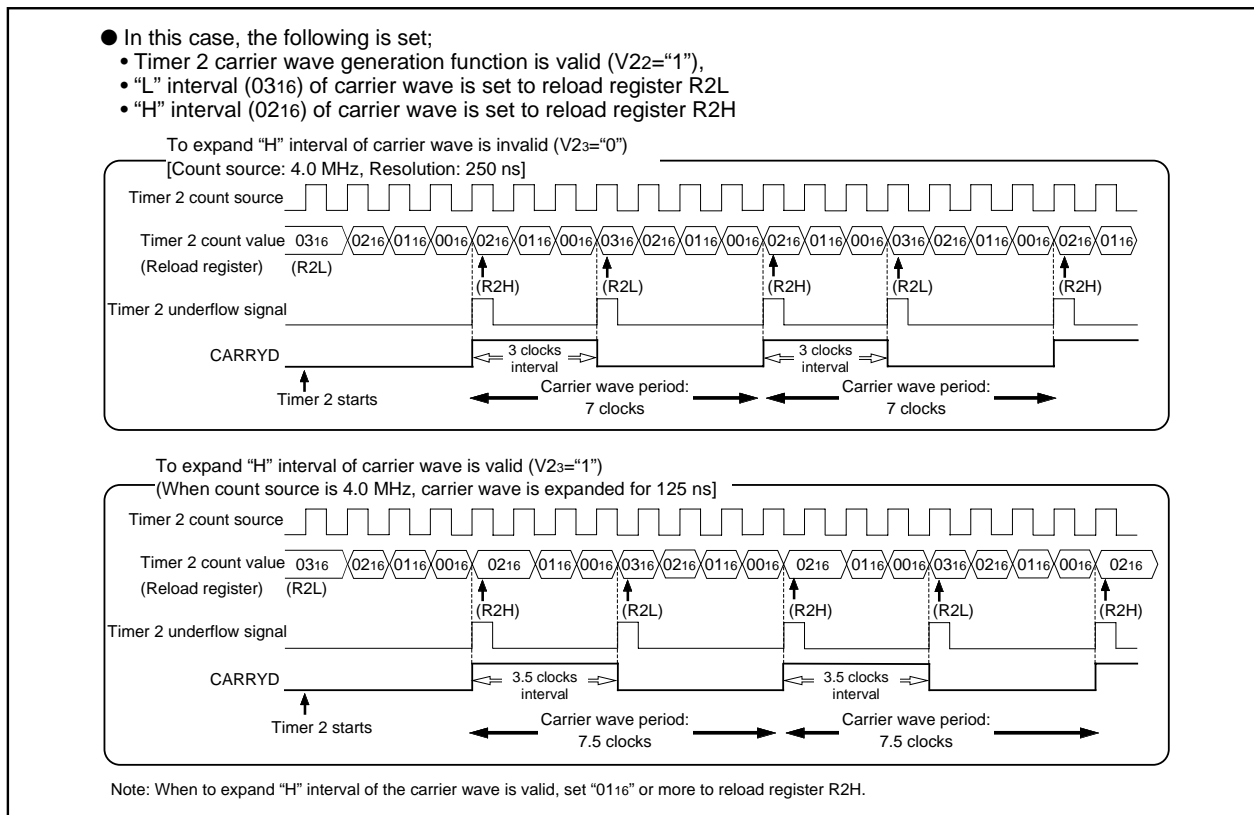 ● In this case, the following is set;
• Timer 2 carrier wave generation function is valid (V22=“1”),
• “L” interval (0316) of carrier wave is set to reload register R2L
• “H” interval (0216) of carrier wave is set to reload register R2H
To expand “H” interval of carrier wave is invalid (V23=“0”)
[Count source: 4.0 MHz, Resolution: 250 ns]
Timer 2 count source
Timer 2 count value 0316 0216 0116 0016 0216 0116 0016 0316 0216 0116 0016 0216 0116 0016 0316 0216 0116 0016 0216 0116
(Reload register) (R2L)
(R2H) (R2L) (R2H) (R2L) (R2H)
Timer 2 underflow signal
CARRYD
3 clocks interval
3 clocks interval
Timer 2 starts
Carrier wave period:
7 clocks
Carrier wave period:
7 clocks
To expand “H” interval of carrier wave is valid (V23=“1”)
(When count source is 4.0 MHz, carrier wave is expanded for 125 ns]
Timer 2 count source
Timer 2 count value 0316 0216 0116 0016 0216 0116 0016 0316 0216 0116 0016 0216 0116 0016 0316 0216 0116 0016 0216
(Reload register) (R2L)
(R2H) (R2L) (R2H) (R2L) (R2H)
Timer 2 underflow signal
CARRYD
3.5 clocks interval
3.5 clocks interval
Timer 2 starts
Carrier wave period:
7.5 clocks
Carrier wave period:
7.5 clocks
Note: When to expand “H” interval of the carrier wave is valid, set “0116” or more to reload register R2H.